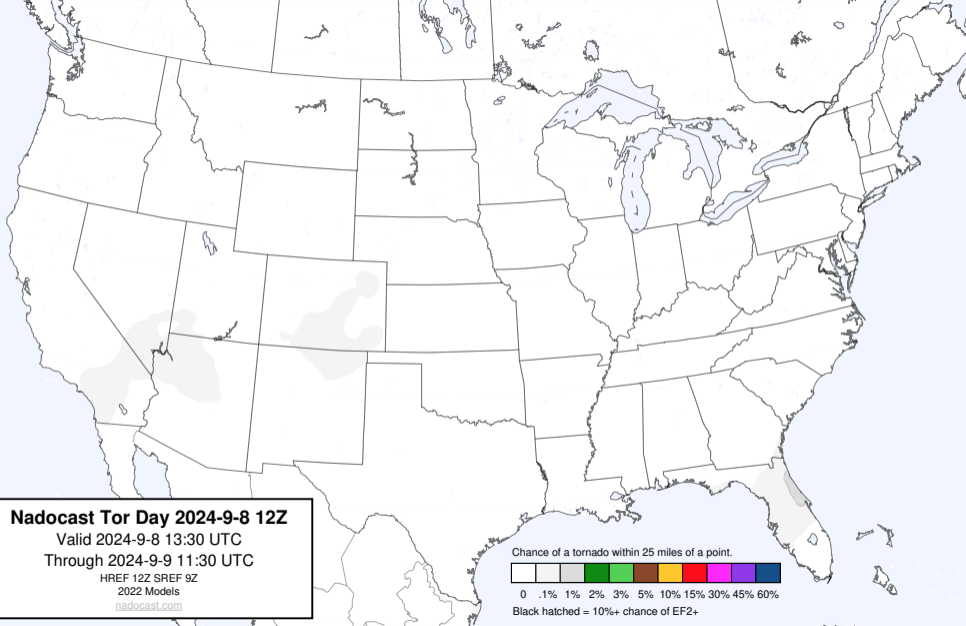 Nadocast Tor Day 2024-9-8 12Z
Valid 2024-9-8 13:30 UTC
Through 2024-9-9 11:30 UTC
HREF 12Z SREF 9Z
2022 Models
nadocast.com
Chance of a tornado within 25 miles of a point.
0 .1% 1% 2% 3% 5% 10% 15% 30% 45% 60%
Black hatched = 10%+ chance of EF2+